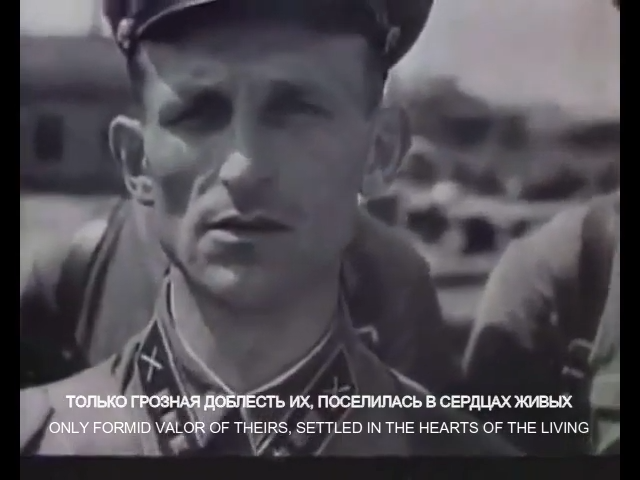 ТОЛЬКО ГРОЗНАЯ ДОБЛЕСТЬ ИХ, ПОСЕЛИЛАСЬ В СЕРДЦАХ ЖИВЫХ
ONLY FORMID VALOR OF THEIRS, SETTLED IN THE HEARTS OF THE LIVING